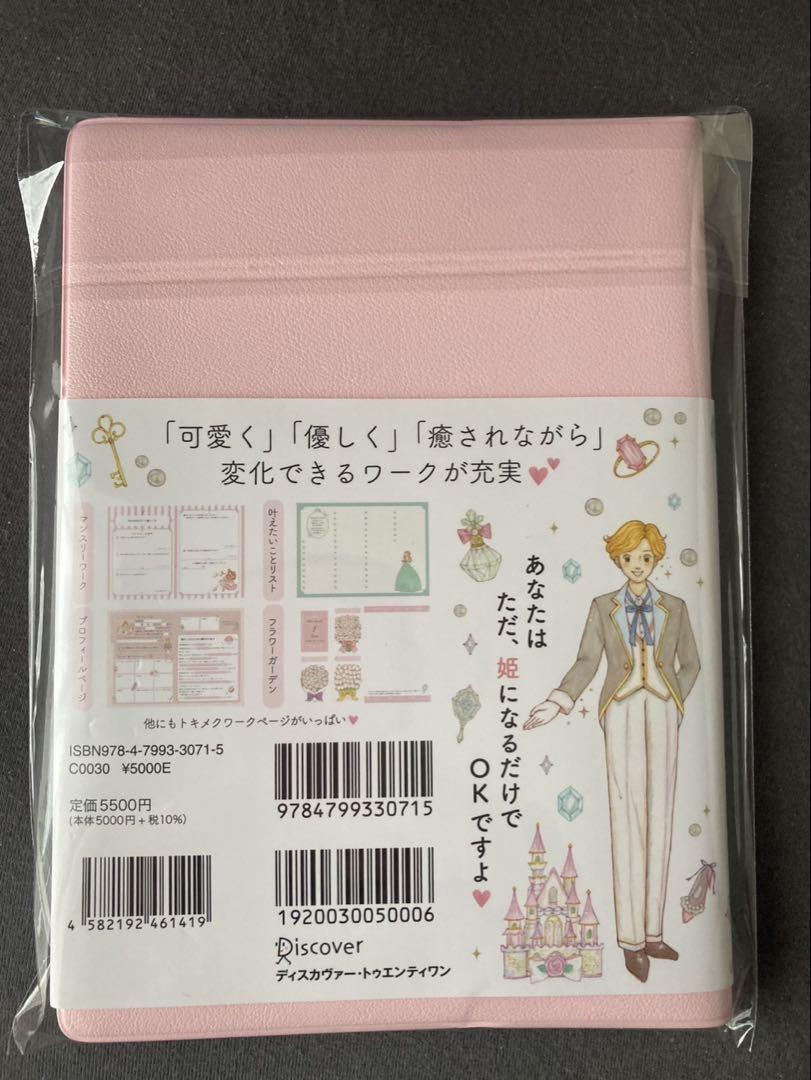 「可愛く」「優しく」「癒されながら」
変化できるワークが充実
マンスリーワーク
叶えたいことリスト
プロフィールページ
フラワーガーデン
他にもトキメクワークページがいっぱい
あなたは
ただ、姫になるだけで
OKですよ
ISBN978-4-7993-3071-5
C0030 ¥5000E
定価5500円
(本体5000円+税10%)
9784799330715
4 582192 461419
1920030050006
Discover
ディスカヴァー・トゥエンティワン